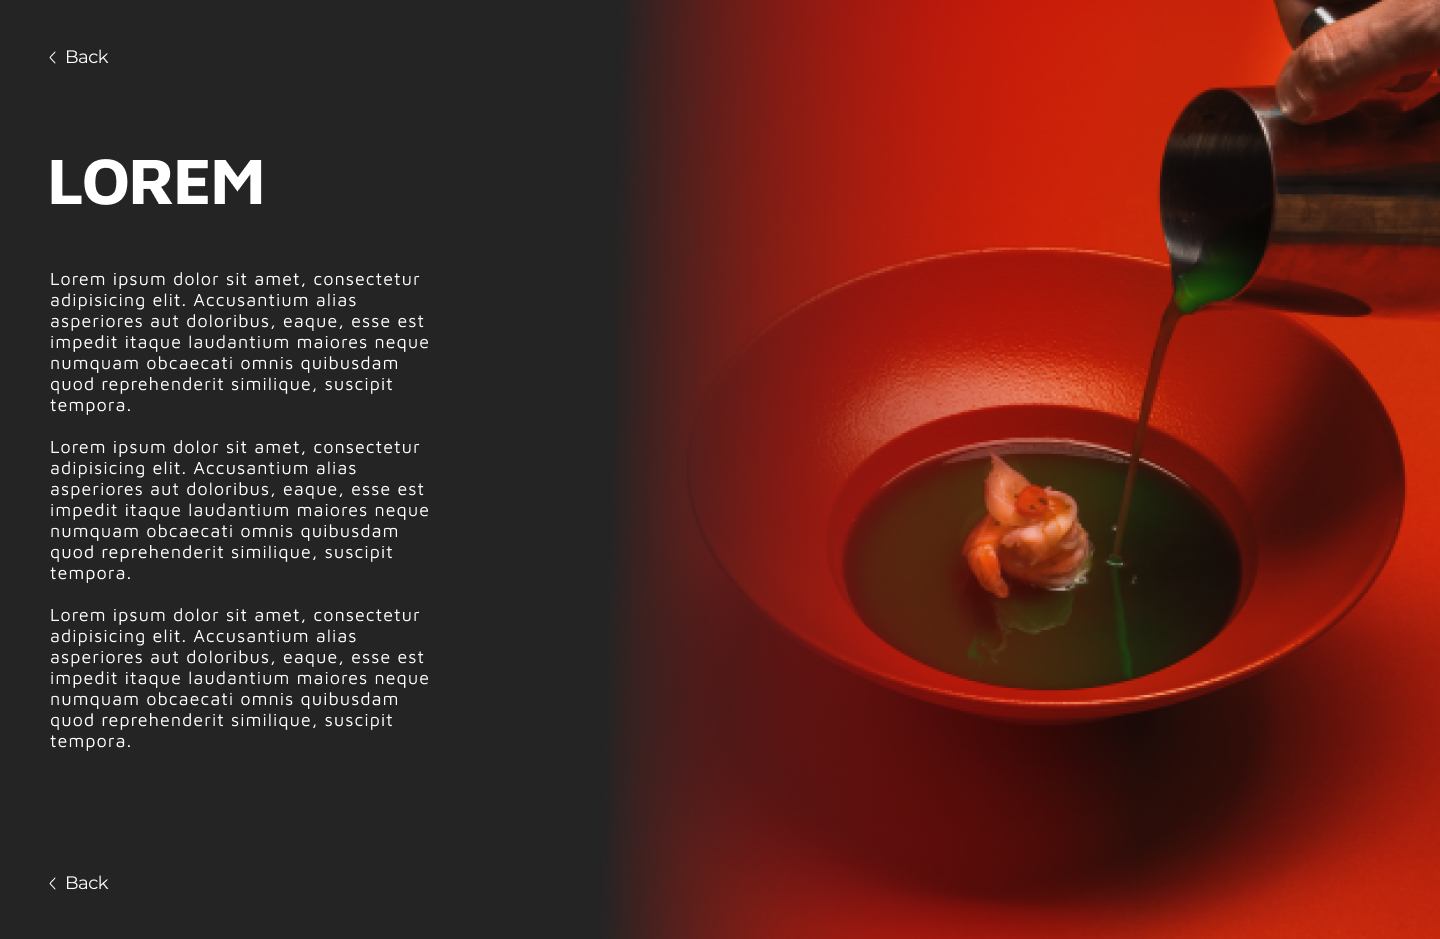 Back
LOREM
Lorem ipsum dolor sit amet, consectetur
adipisicing elit. Accusantium alias
asperiores aut doloribus, eaque, esse est
impedit itaque laudantium maiores neque
numquam obcaecati omnis quibusdam
quod reprehenderit similique, suscipit
tempora.
Lorem ipsum dolor sit amet, consectetur
adipisicing elit. Accusantium alias
asperiores aut doloribus, eaque, esse est
impedit itaque laudantium maiores neque
numquam obcaecati omnis quibusdam
quod reprehenderit similique, suscipit
tempora.
Lorem ipsum dolor sit amet, consectetur
adipisicing elit. Accusantium alias
asperiores aut doloribus, eaque, esse est
impedit itaque laudantium maiores neque
numquam obcaecati omnis quibusdam
quod reprehenderit similique, suscipit
tempora.
Back